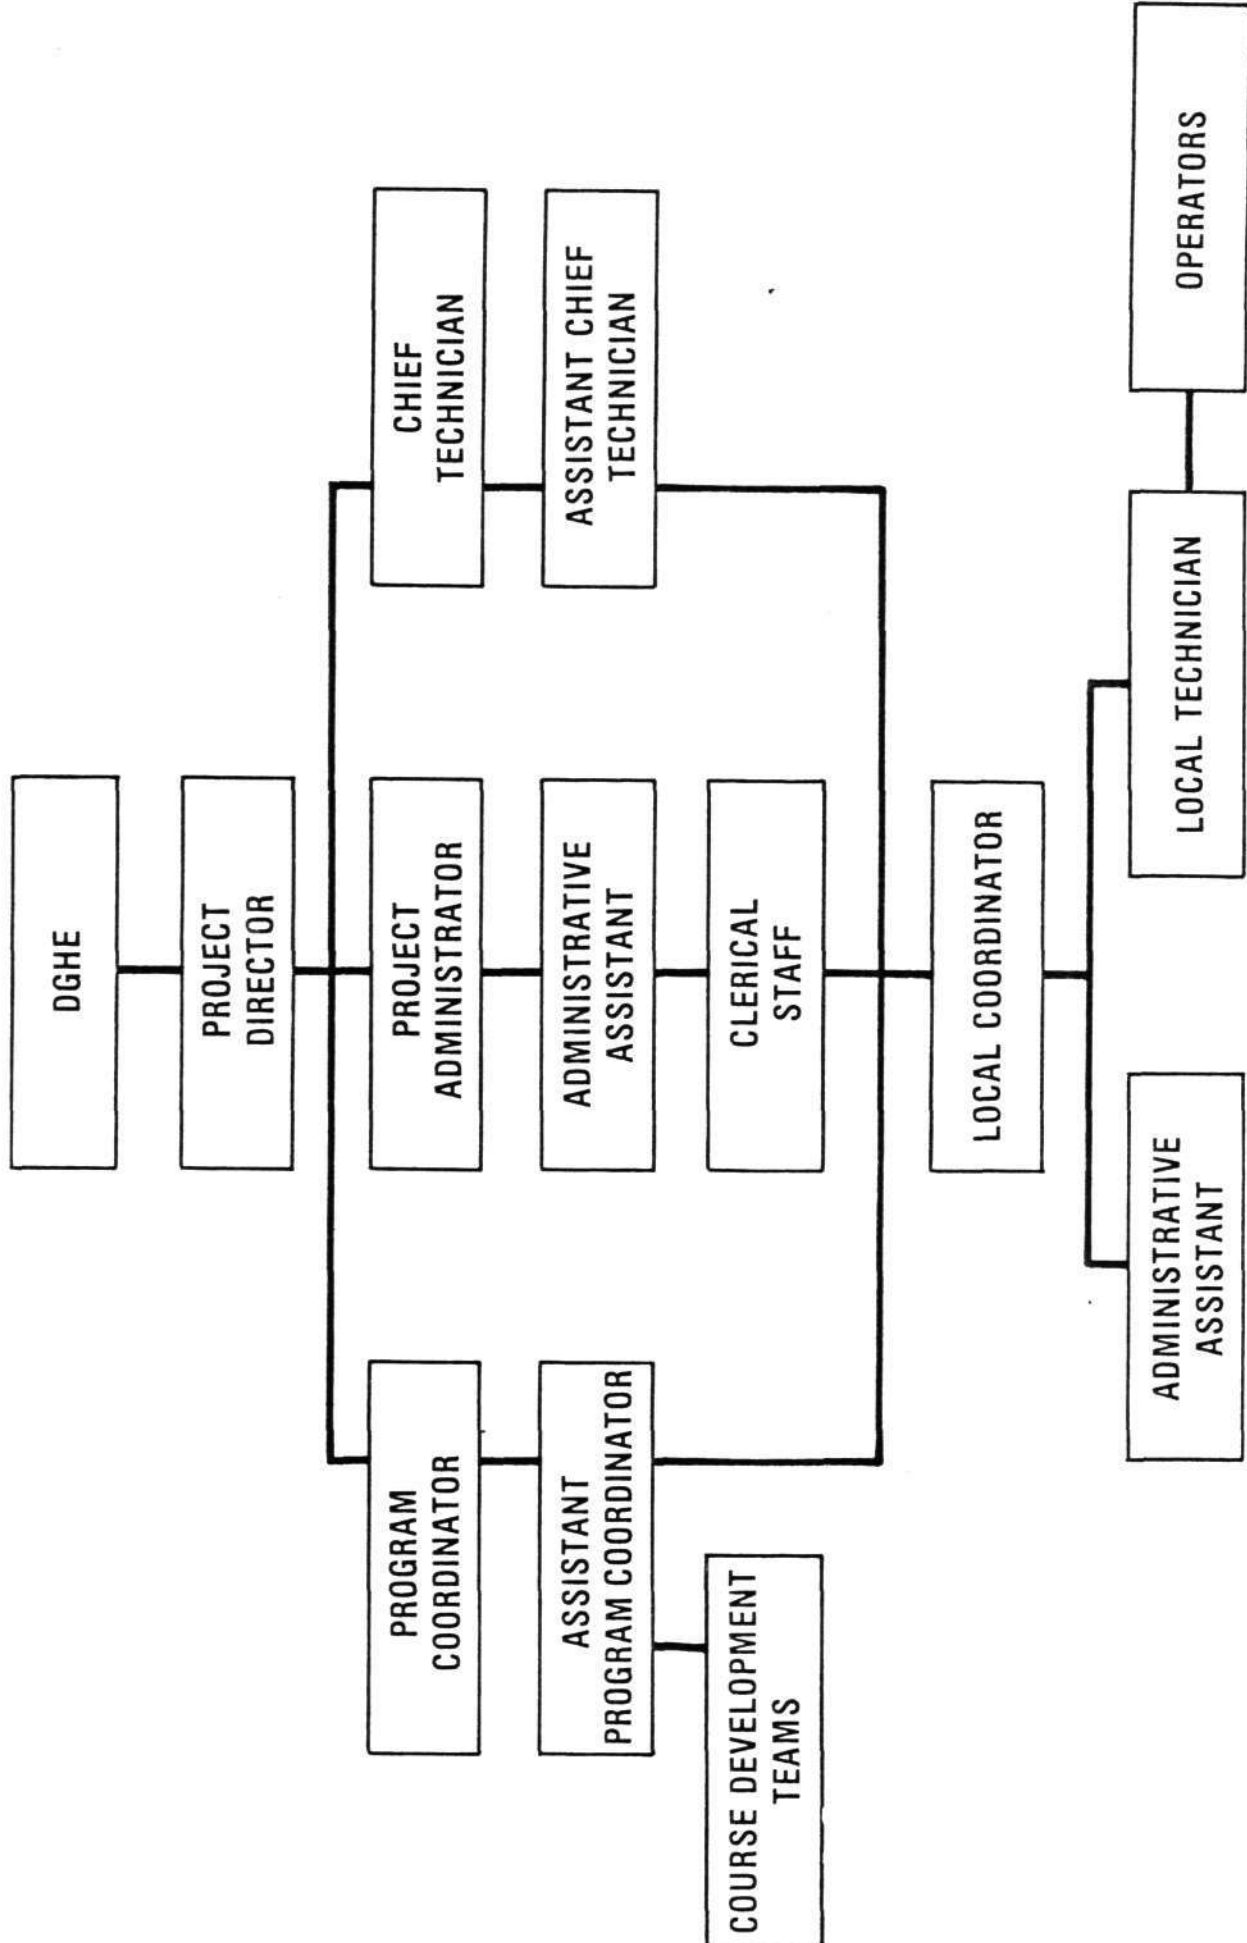 DGHE
PROJECT
DIRECTOR
PROGRAM
COORDINATOR
PROJECT
ADMINISTRATOR
CHIEF
TECHNICIAN
ASSISTANT
PROGRAM COORDINATOR
ADMINISTRATIVE
ASSISTANT
ASSISTANT CHIEF
TECHNICIAN
COURSE DEVELOPMENT
TEAMS
CLERICAL
STAFF
LOCAL COORDINATOR
ADMINISTRATIVE
ASSISTANT
LOCAL TECHNICIAN
OPERATORS